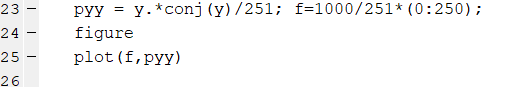 23 - pyy = y.*conj(y)/251; f=1000/251*(0:250);
24 - figure
25 - plot(f,pyy)
26